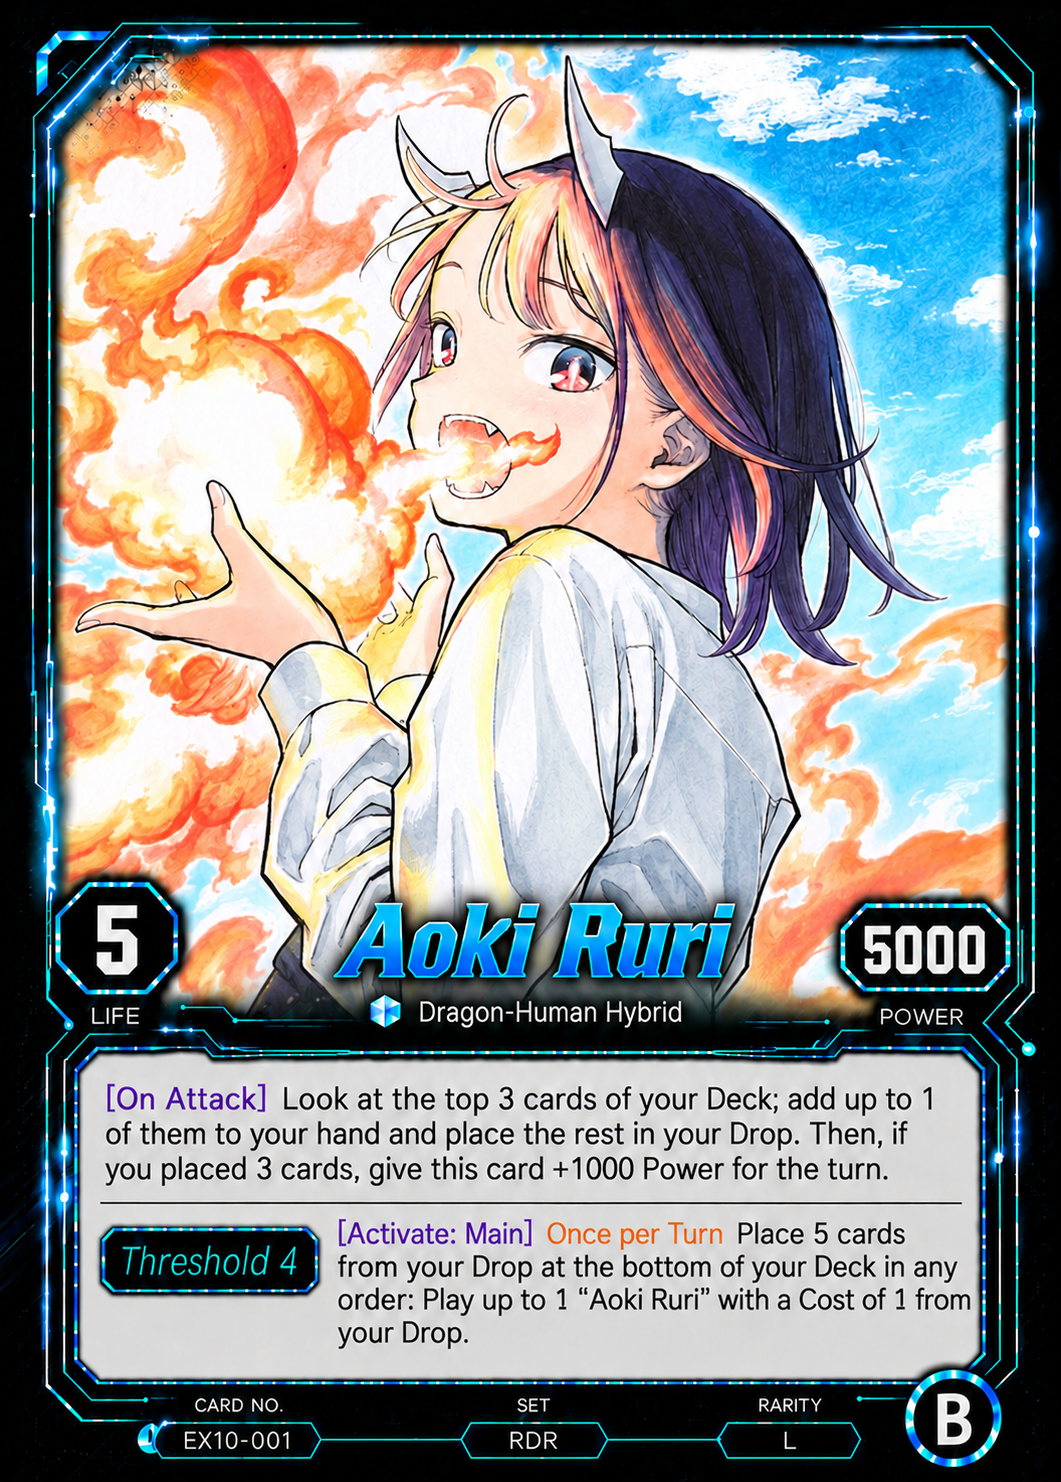 5
LIFE
Aoki Ruri
Dragon-Human Hybrid
5000
POWER
[On Attack] Look at the top 3 cards of your Deck; add up to 1
of them to your hand and place the rest in your Drop. Then, if
you placed 3 cards, give this card +1000 Power for the turn.
Threshold 4
[Activate: Main] Once per Turn Place 5 cards
from your Drop at the bottom of your Deck in any
order: Play up to 1 “Aoki Ruri” with a Cost of 1 from
your Drop.
CARD NO.
EX10-001
SET
RDR
RARITY
L
B